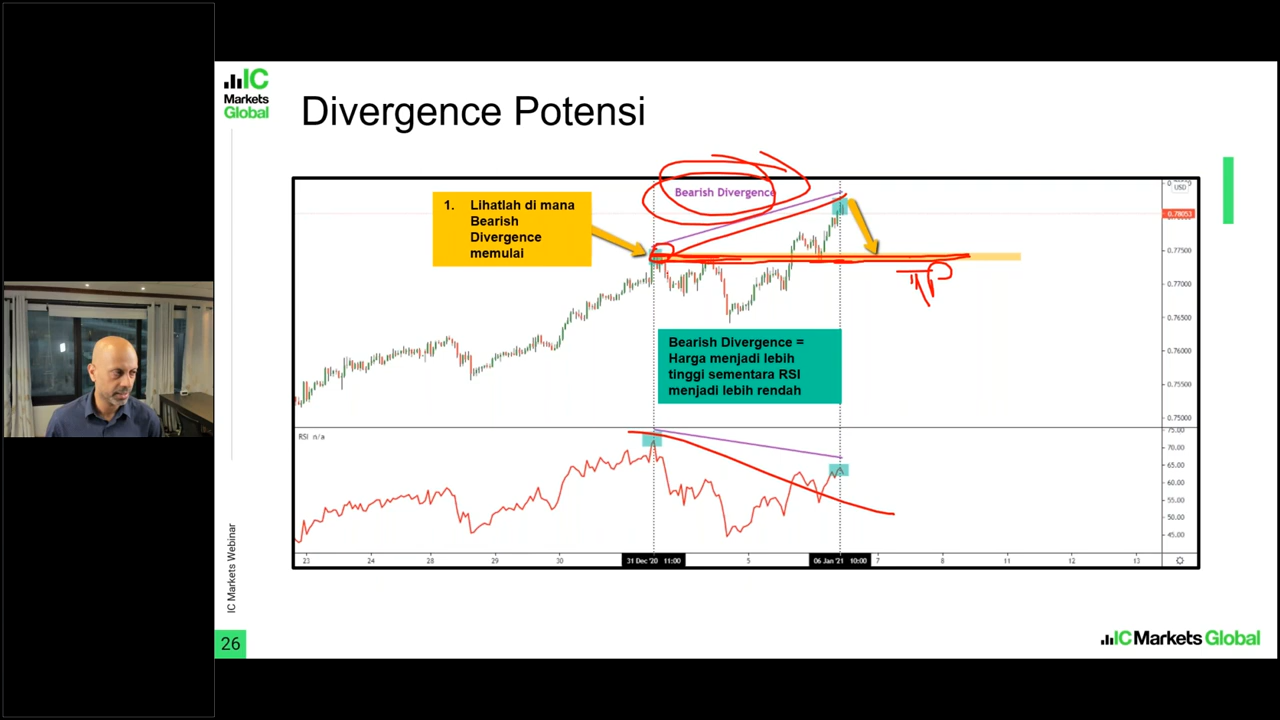 IC
Markets
Global
Divergence Potensi
Bearish Divergence
1. Lihatlah di mana
Bearish
Divergence
memulai
USD
0.78053
0.77500
0.77000
0.76500
0.76000
0.75500
0.75000
TP
Bearish Divergence =
Harga menjadi lebih
tinggi sementara RSI
menjadi lebih rendah
RSI n/a
75.00
70.00
65.00
60.00
55.00
50.00
45.00
23 24 28 30 31 Dec '20 11:00 5 06 Jan '21 10:00 7 8 11 12 13
IC Markets Webinar
26
IC Markets Global